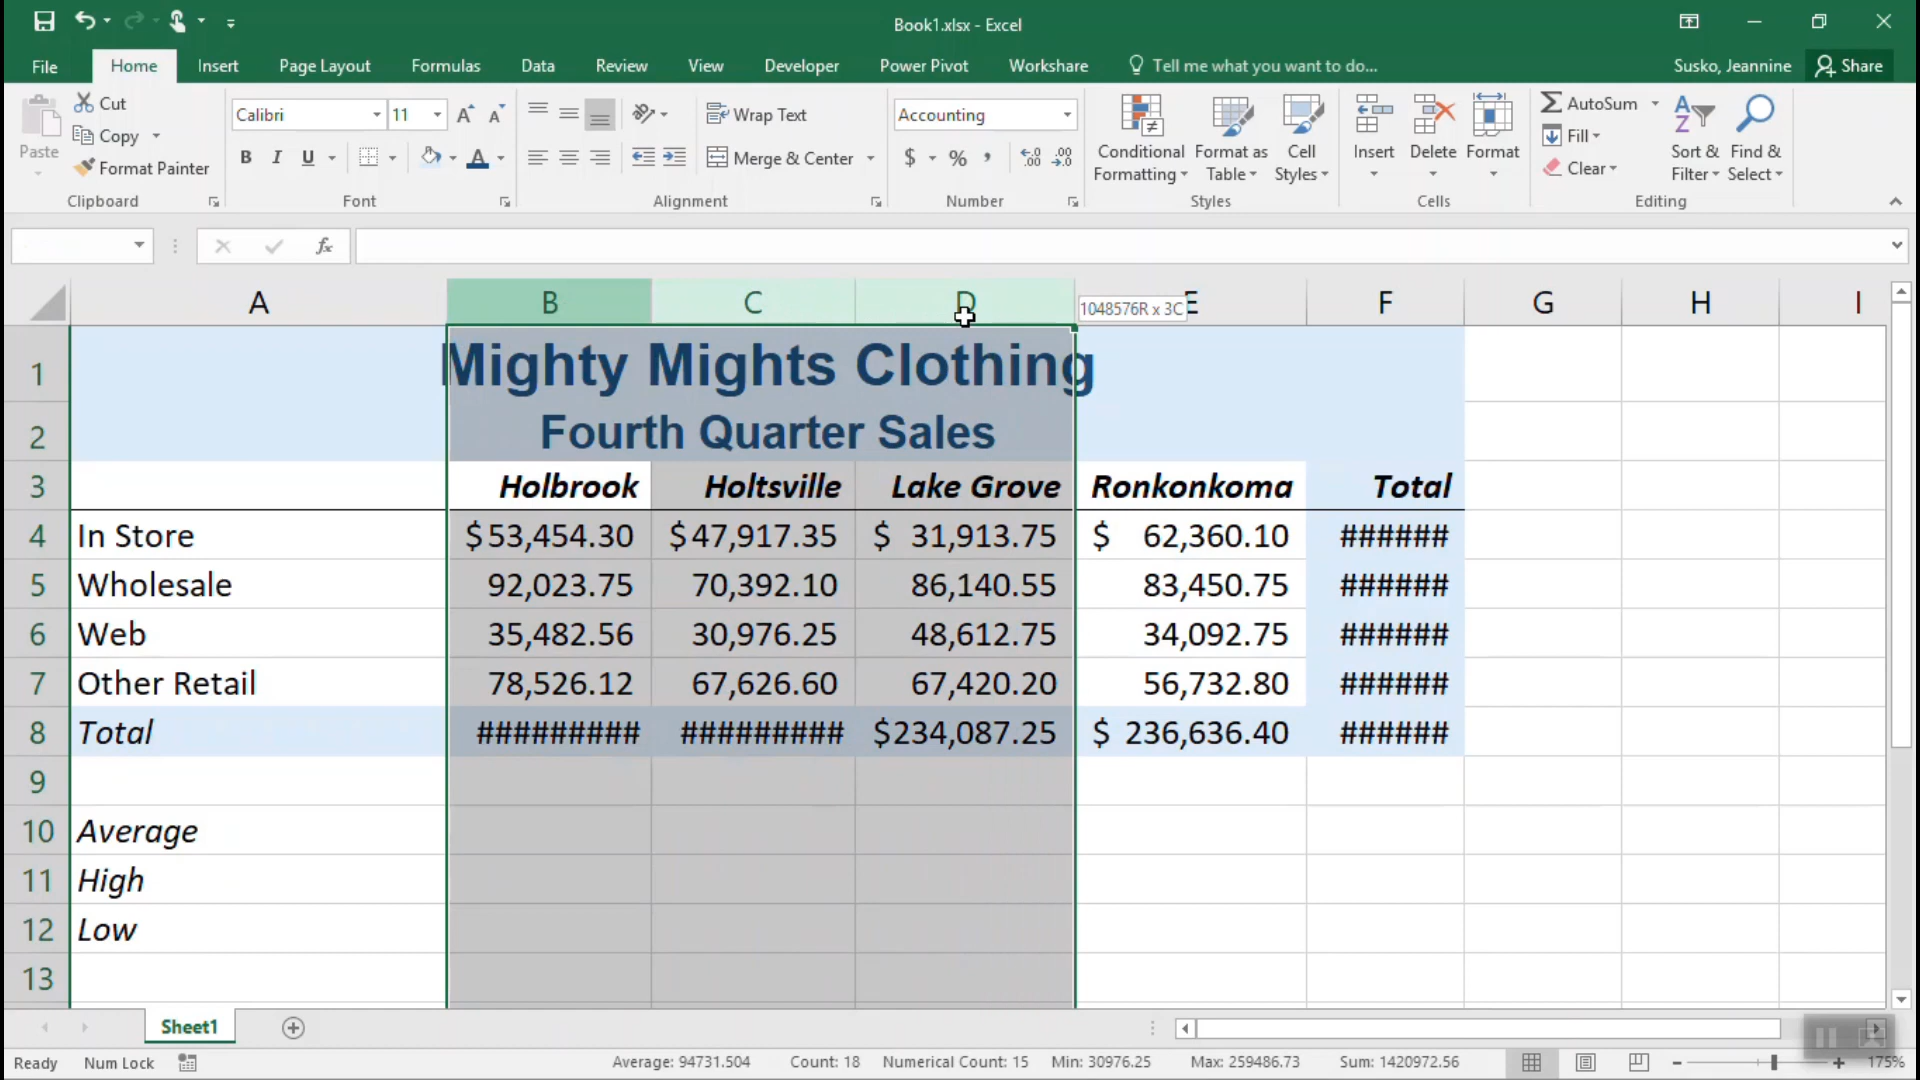 Book1.xlsx - Excel
File Home Insert Page Layout Formulas Data Review View Developer Power Pivot Workshare Tell me what you want to do... Susko, Jeannine Share
Paste
Cut
Copy
Format Painter
Clipboard
Calibri 11 A A
B I U A
Font
Wrap Text
Merge & Center
Alignment
Accounting
$ % , .00 .00
Number
Conditional Formatting
Format as Table
Cell Styles
Styles
Insert Delete Format
Cells
AutoSum
Fill
Clear
Sort & Filter
Find & Select
Editing
fx
A B C D E F G H I
1048576R x 3C
1 Mighty Mights Clothing
2 Fourth Quarter Sales
3 Holbrook Holtsville Lake Grove Ronkonkoma Total
4 In Store $53,454.30 $47,917.35 $ 31,913.75 $ 62,360.10 ######
5 Wholesale 92,023.75 70,392.10 86,140.55 83,450.75 ######
6 Web 35,482.56 30,976.25 48,612.75 34,092.75 ######
7 Other Retail 78,526.12 67,626.60 67,420.20 56,732.80 ######
8 Total ######### ######### $234,087.25 $ 236,636.40 ######
9
10 Average
11 High
12 Low
13
Sheet1
Ready Num Lock Average: 94731.504 Count: 18 Numerical Count: 15 Min: 30976.25 Max: 259486.73 Sum: 1420972.56 175%